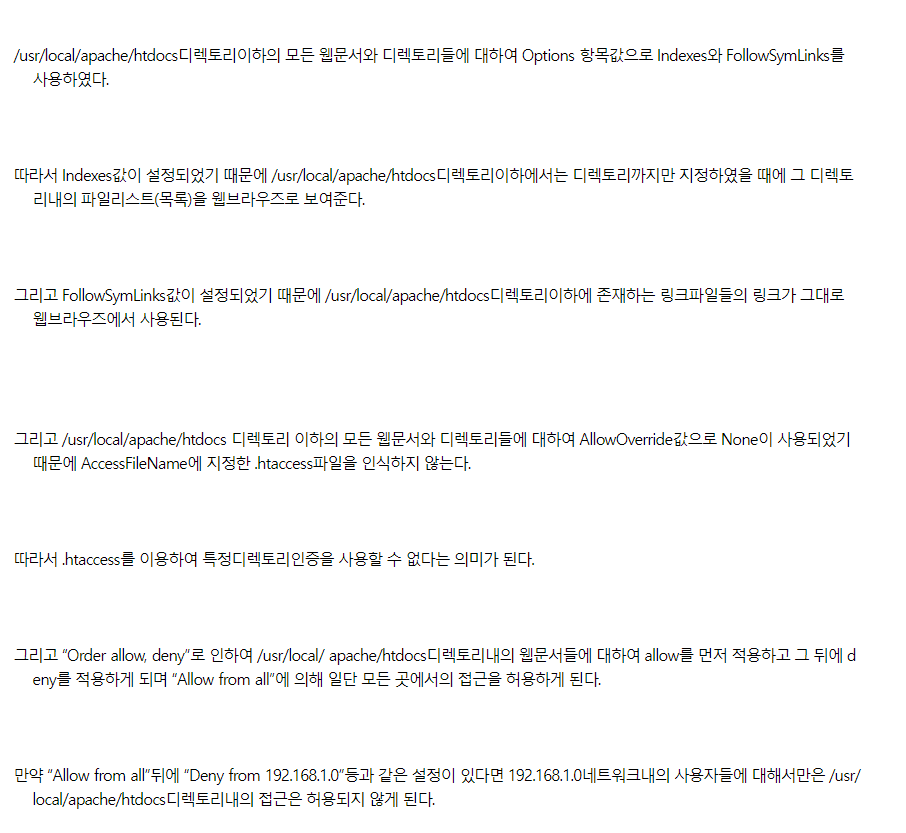 /usr/local/apache/htdocs디렉토리이하의 모든 웹문서와 디렉토리들에 대하여 Options 항목값으로 Indexes와 FollowSymLinks를
사용하였다.
따라서 Indexes값이 설정되었기 때문에 /usr/local/apache/htdocs디렉토리이하에서는 디렉토리까지만 지정하였을 때에 그 디렉토
리내의 파일리스트(목록)을 웹브라우즈로 보여준다.
그리고 FollowSymLinks값이 설정되었기 때문에 /usr/local/apache/htdocs디렉토리이하에 존재하는 링크파일들의 링크가 그대로
웹브라우즈에서 사용된다.
그리고 /usr/local/apache/htdocs 디렉토리 이하의 모든 웹문서와 디렉토리들에 대하여 AllowOverride값으로 None이 사용되었기
때문에 AccessFileName에 지정한 .htaccess파일을 인식하지 않는다.
따라서 .htaccess를 이용하여 특정디렉토리인증을 사용할 수 없다는 의미가 된다.
그리고 “Order allow, deny”로 인하여 /usr/local/ apache/htdocs디렉토리내의 웹문서들에 대하여 allow를 먼저 적용하고 그 뒤에 d
eny를 적용하게 되며 “Allow from all”에 의해 일단 모든 곳에서의 접근을 허용하게 된다.
만약 “Allow from all”뒤에 “Deny from 192.168.1.0”등과 같은 설정이 있다면 192.168.1.0네트워크내의 사용자들에 대해서만은 /usr/
local/apache/htdocs디렉토리내의 접근은 허용되지 않게 된다.